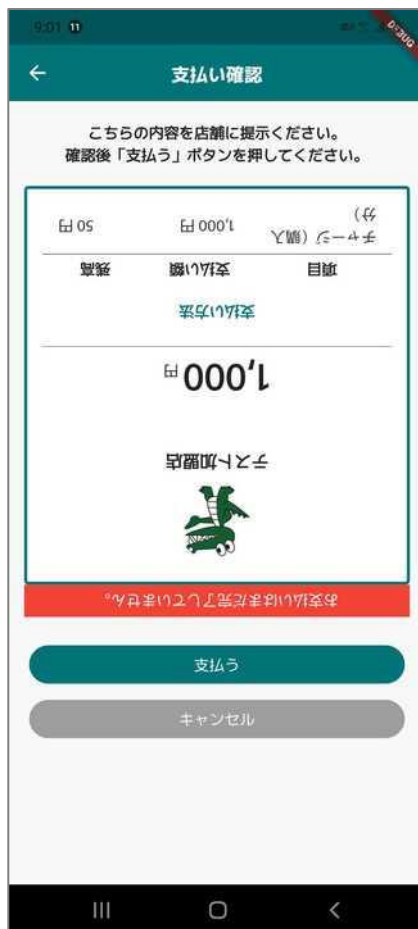 9:01 11
DEBUG
支払い確認
こちらの内容を店舗に提示ください。
確認後「支払う」ボタンを押してください。
お支払いはまだ完了していません。
テスト加盟店
1,000 円
支払い方法
項目 支払い額 残高
チャージ（購入分） 1,000 円 50 円
支払う
キャンセル